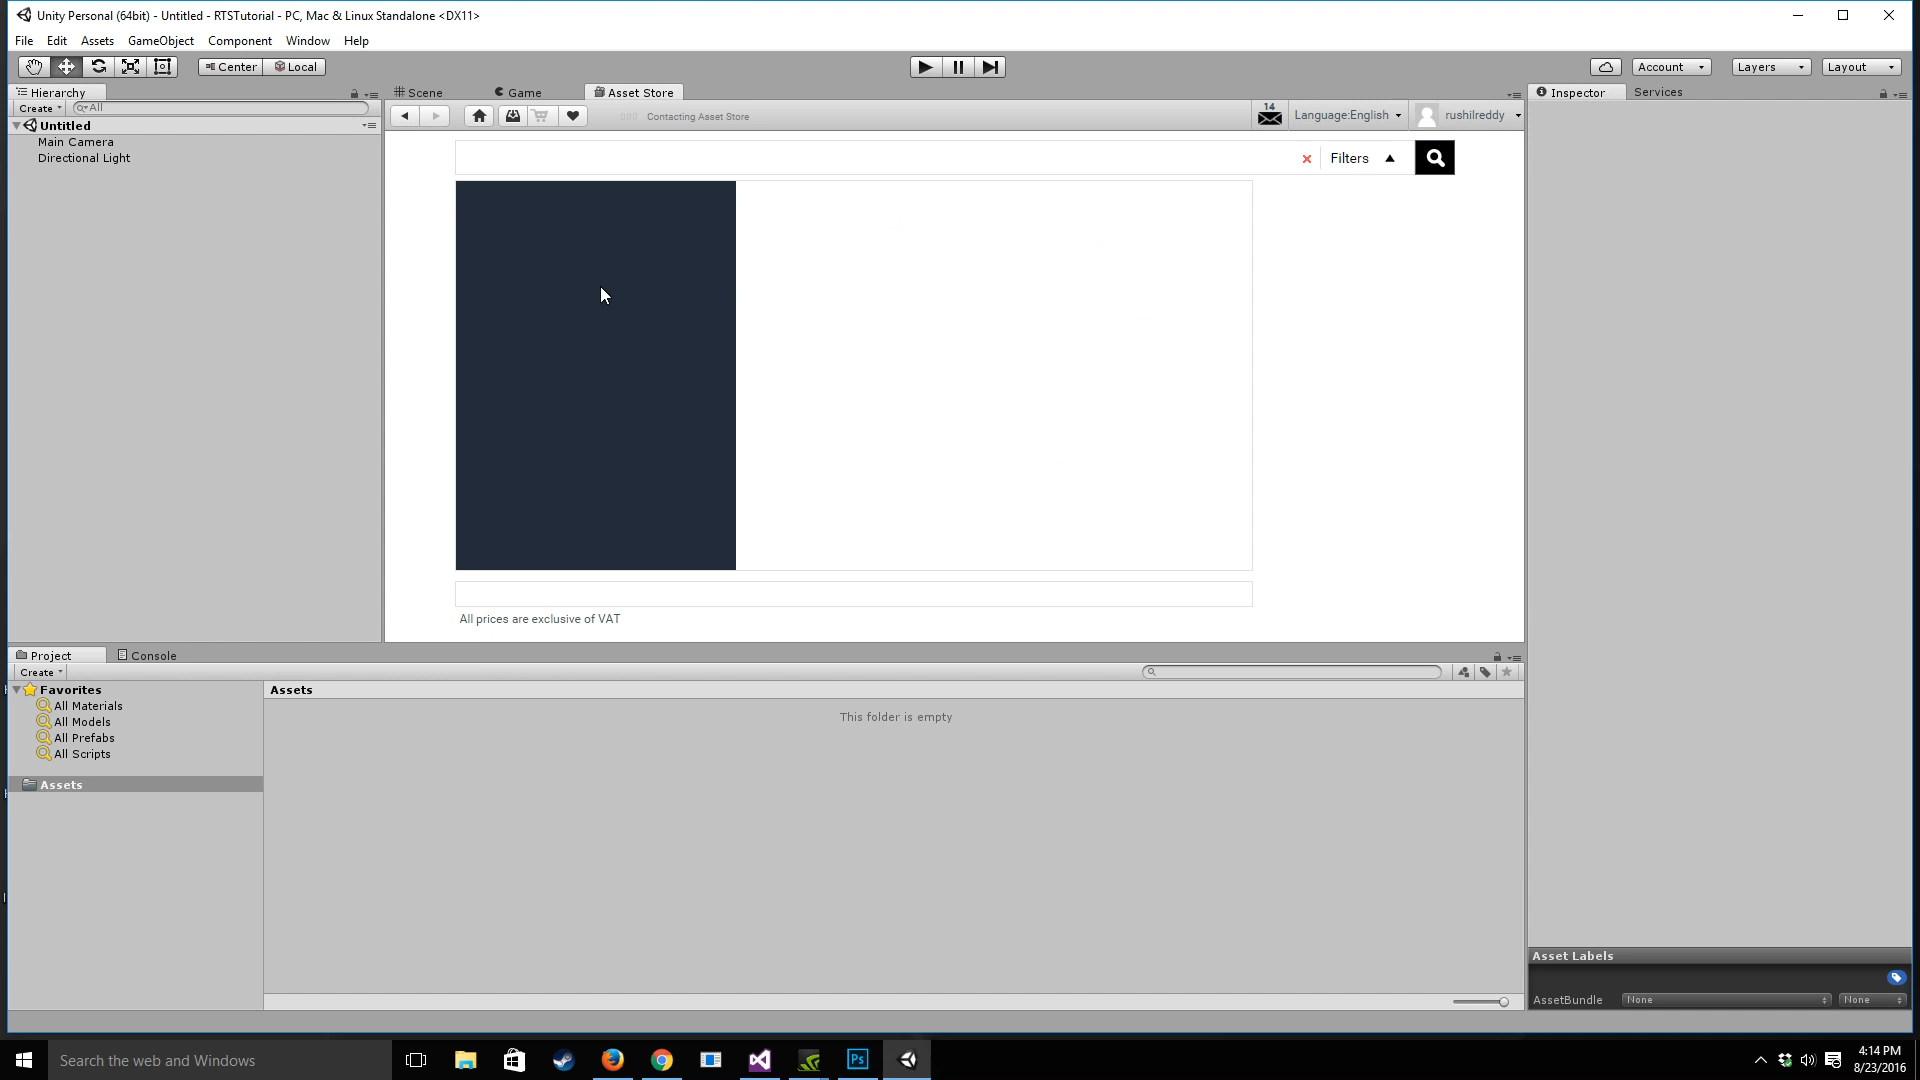 Unity Personal (64bit) - Untitled - RTSTutorial - PC, Mac & Linux Standalone <DX11>
File Edit Assets GameObject Component Window Help
Center Local
Account Layers Layout
Hierarchy
Scene Game Asset Store
Inspector Services
Create All
14
Contacting Asset Store Language:English rushilreddy
Untitled
Main Camera
Directional Light
Filters
All prices are exclusive of VAT
Project Console
Create
Favorites
All Materials
All Models
All Prefabs
All Scripts
Assets
Assets
This folder is empty
Asset Labels
AssetBundle None None
Search the web and Windows
Ps
4:14 PM
8/23/2016